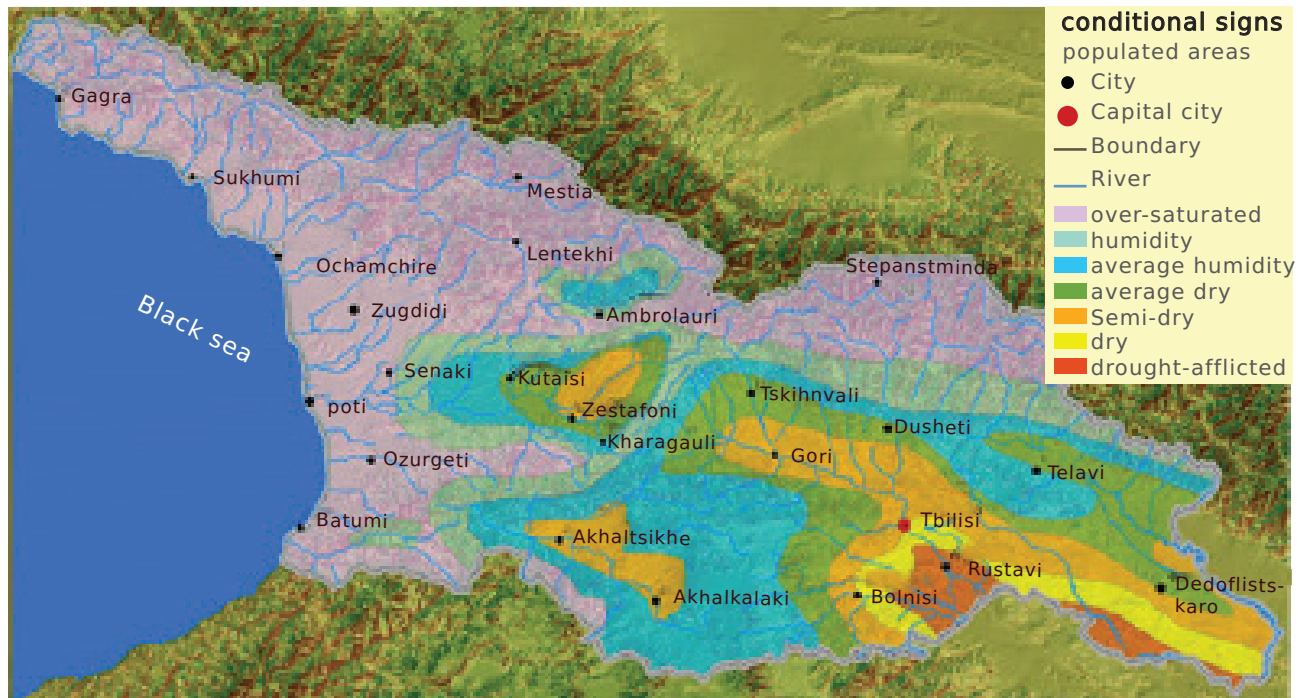 conditional signs
populated areas
City
Capital city
Boundary
River
over-saturated
humidity
average humidity
average dry
Semi-dry
dry
drought-afflicted
Gagra
Sukhumi
Mestia
Lentekhi
Ochamchire
Stepanstminda
Black sea
Zugdidi
Ambrolauri
Senaki
Kutaisi
Tskihnvali
poti
Zestafoni
Dusheti
Kharagauli
Ozurgeti
Gori
Telavi
Batumi
Tbilisi
Akhaltsikhe
Rustavi
Akhalkalaki
Bolnisi
Dedoflists-
karo